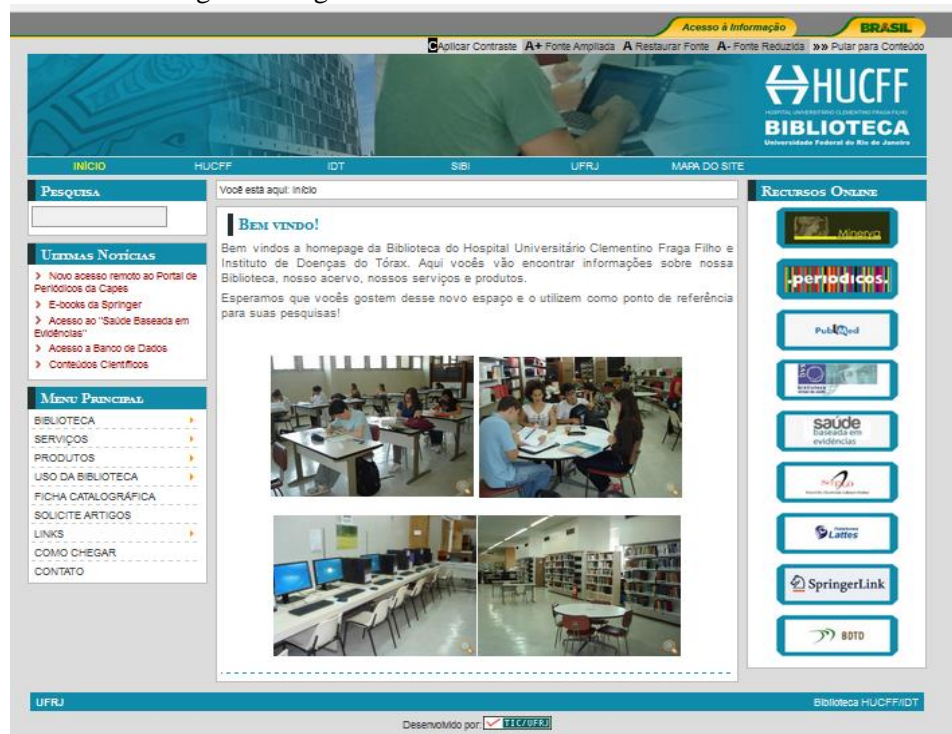 Acesso à Informação
BRASIL
C Aplicar Contraste A+ Fonte Ampliada A Restaurar Fonte A- Fonte Reduzida »» Pular para Conteúdo
HUCFF
HOSPITAL UNIVERSITÁRIO CLEMENTINO FRAGA FILHO
BIBLIOTECA
Universidade Federal do Rio de Janeiro
INÍCIO HUCFF IDT SIBI UFRJ MAPA DO SITE
PESQUISA
Você está aqui: Início
RECURSOS ONLINE
BEM VINDO!
Bem vindos a homepage da Biblioteca do Hospital Universitário Clementino Fraga Filho e
Instituto de Doenças do Tórax. Aqui vocês vão encontrar informações sobre nossa
Biblioteca, nosso acervo, nossos serviços e produtos.
Esperamos que vocês gostem desse novo espaço e o utilizem como ponto de referência
para suas pesquisas!
ULTIMAS NOTÍCIAS
Novo acesso remoto ao Portal de
Periódicos da Capes
E-books da Springer
Acesso ao "Saúde Baseada em
Evidências"
Acesso a Banco de Dados
Conteúdos Científicos
MENU PRINCIPAL
BIBLIOTECA
SERVIÇOS
PRODUTOS
USO DA BIBLIOTECA
FICHA CATALOGRÁFICA
SOLICITE ARTIGOS
LINKS
COMO CHEGAR
CONTATO
Minerva
.periodicos.
PubMed
saúde
baseada em
evidências
Lattes
SpringerLink
BDTD
UFRJ
Biblioteca HUCFF/IDT
Desenvolvido por: TIC/UFRJ